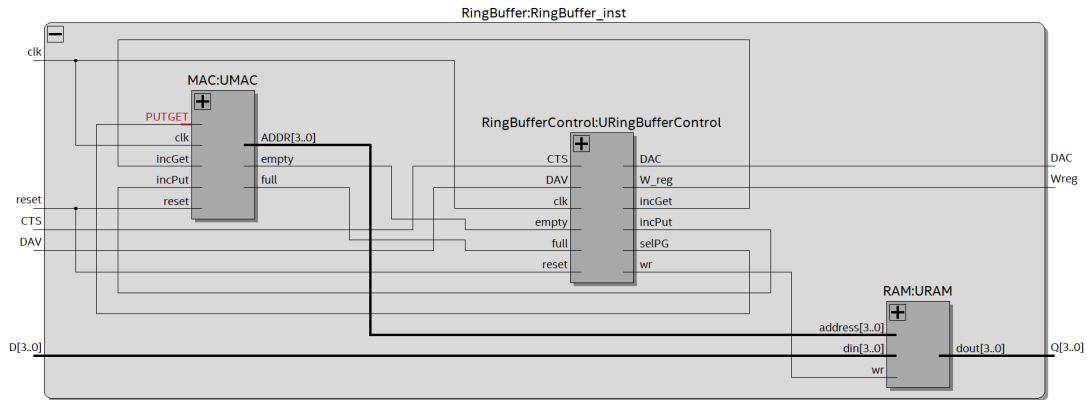 RingBuffer:RingBuffer_inst
clk
MAC:UMAC
PUTGET
clk
incGet
incPut
reset
ADDR[3..0]
empty
full
RingBufferControl:URingBufferControl
CTS
DAV
clk
empty
full
reset
DAC
W_reg
incGet
incPut
selPG
wr
DAC
Wreg
reset
CTS
DAV
RAM:URAM
address[3..0]
din[3..0]
wr
dout[3..0]
D[3..0]
Q[3..0]